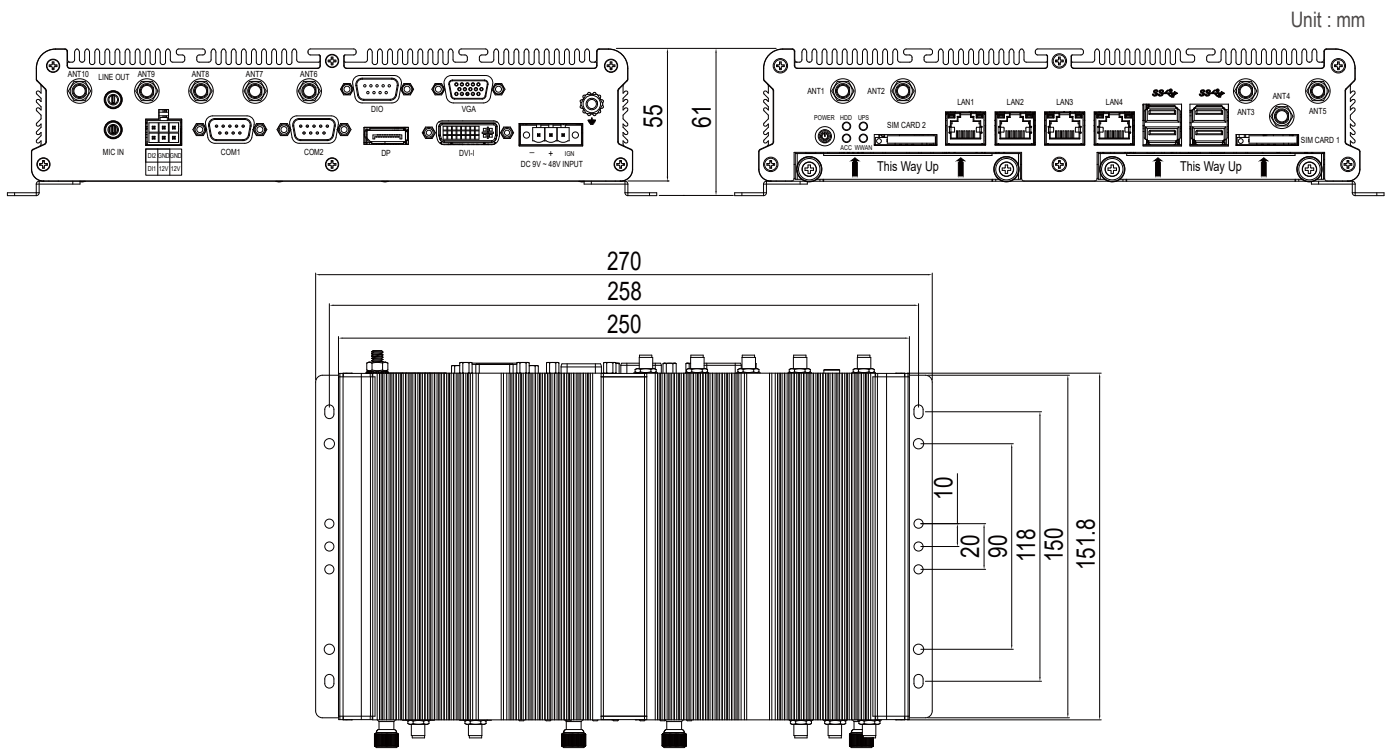 Unit : mm
ANT10 LINE OUT ANT9 ANT8 ANT7 ANT6
DIO VGA
MIC IN COM1 COM2 DP DVI-I
DI2 GND GND
DI1 12V 12V
− + IGN
DC 9V ~ 48V INPUT
55
61
ANT1 ANT2 ANT3 ANT4 ANT5
LAN1 LAN2 LAN3 LAN4
SS SS
POWER HDD UPS
SIM CARD 2
ACC WWAN
SIM CARD 1
This Way Up This Way Up
270
258
250
10
20
90
118
150
151.8